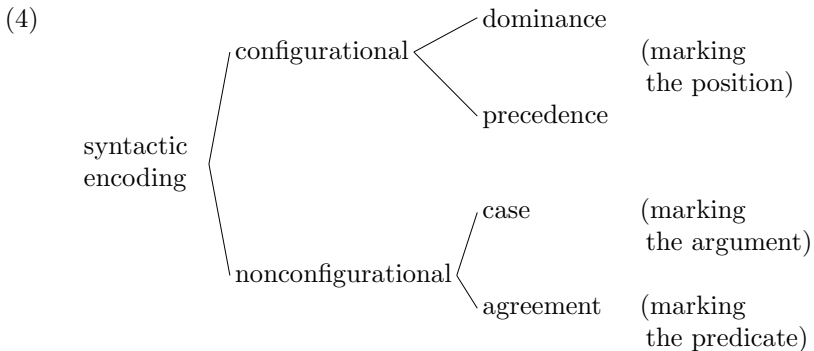 (4)
dominance
configurational (marking
the position)
precedence
syntactic
encoding
case (marking
the argument)
nonconfigurational
agreement (marking
the predicate)